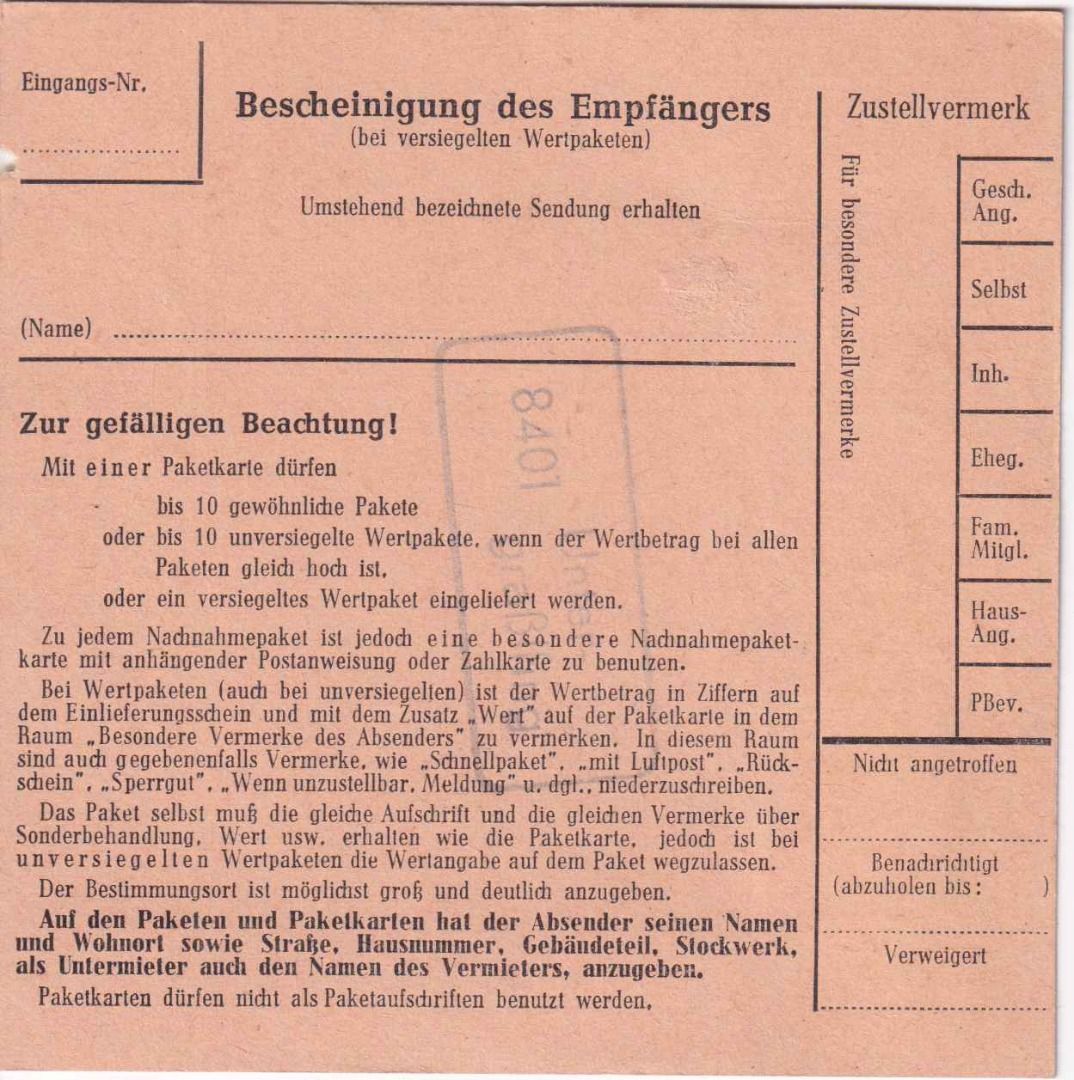 Eingangs-Nr.
Bescheinigung des Empfängers
(bei versiegelten Wertpaketen)
Umstehend bezeichnete Sendung erhalten
(Name)
Zur gefälligen Beachtung!
Mit einer Paketkarte dürfen
bis 10 gewöhnliche Pakete
oder bis 10 unversiegelte Wertpakete, wenn der Wertbetrag bei allen
Paketen gleich hoch ist,
oder ein versiegeltes Wertpaket eingeliefert werden.
Zu jedem Nachnahmepaket ist jedoch eine besondere Nachnahmepaket-
karte mit anhängender Postanweisung oder Zahlkarte zu benutzen.
Bei Wertpaketen (auch bei unversiegelten) ist der Wertbetrag in Ziffern auf
dem Einlieferungsschein und mit dem Zusatz „Wert" auf der Paketkarte in dem
Raum „Besondere Vermerke des Absenders" zu vermerken. In diesem Raum
sind auch gegebenenfalls Vermerke, wie „Schnellpaket", „mit Luftpost", „Rück-
schein", „Sperrgut", „Wenn unzustellbar, Meldung" u. dgl., niederzuschreiben.
Das Paket selbst muß die gleiche Aufschrift und die gleichen Vermerke über
Sonderbehandlung, Wert usw. erhalten wie die Paketkarte, jedoch ist bei
unversiegelten Wertpaketen die Wertangabe auf dem Paket wegzulassen.
Der Bestimmungsort ist möglichst groß und deutlich anzugeben.
Auf den Paketen und Paketkarten hat der Absender seinen Namen
und Wohnort sowie Straße, Hausnummer, Gebäudeteil, Stockwerk,
als Untermieter auch den Namen des Vermieters, anzugeben.
Paketkarten dürfen nicht als Paketaufschriften benutzt werden.
8401
Zustellvermerk
Für besondere Zustellvermerke
Gesch.
Ang.
Selbst
Inh.
Eheg.
Fam.
Mitgl.
Haus-
Ang.
PBev.
Nicht angetroffen
Benachrichtigt
(abzuholen bis: )
Verweigert